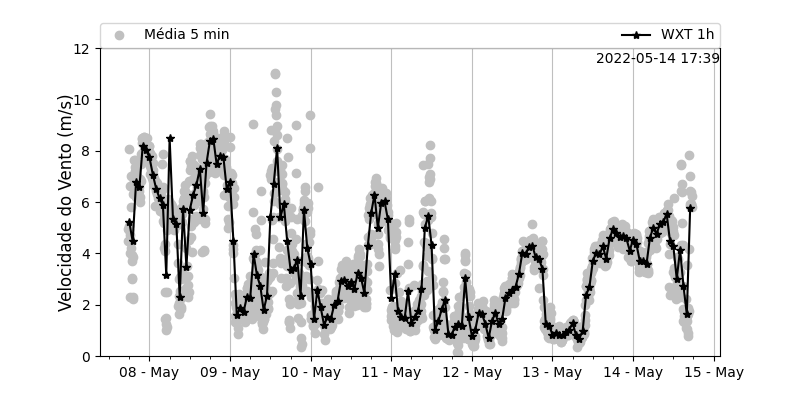 Média 5 min
WXT 1h
2022-05-14 17:39
Velocidade do Vento (m/s)
12
10
8
6
4
2
0
08 - May
09 - May
10 - May
11 - May
12 - May
13 - May
14 - May
15 - May